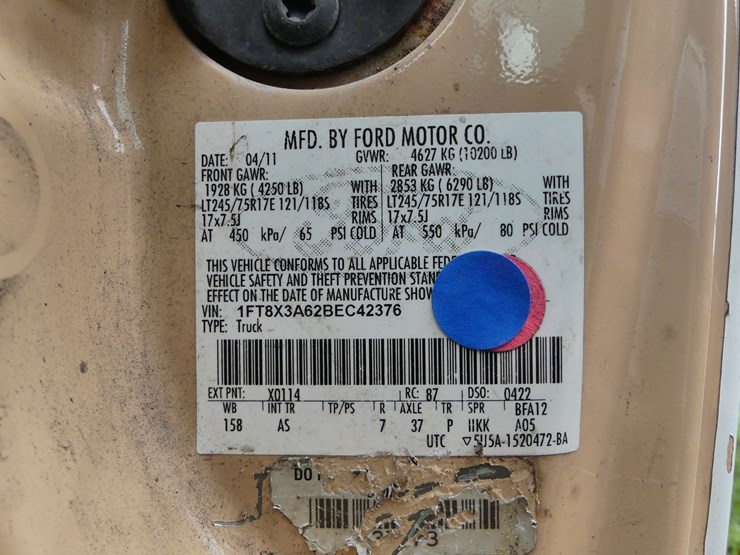 MFD. BY FORD MOTOR CO.
DATE: 04/11 GVWR: 4627 KG (10200 LB)
FRONT GAWR: REAR GAWR:
1928 KG ( 4250 LB) WITH 2853 KG ( 6290 LB) WITH
LT245/75R17E 121/118S TIRES LT245/75R17E 121/118S TIRES
17x7.5J RIMS 17x7.5J RIMS
AT 450 kPa/ 65 PSI COLD AT 550 kPa/ 80 PSI COLD
THIS VEHICLE CONFORMS TO ALL APPLICABLE FEDE
VEHICLE SAFETY AND THEFT PREVENTION STAN
EFFECT ON THE DATE OF MANUFACTURE SHOW
VIN: 1FT8X3A62BEC42376
TYPE: Truck
EXT PNT: XQ114 RC: 87 DSO: 0422
WB INT TR TP/PS R AXLE TR SPR BFA12
158 AS 7 37 P IIKK A05
UTC ▽5U5A-1520472-BA
DO